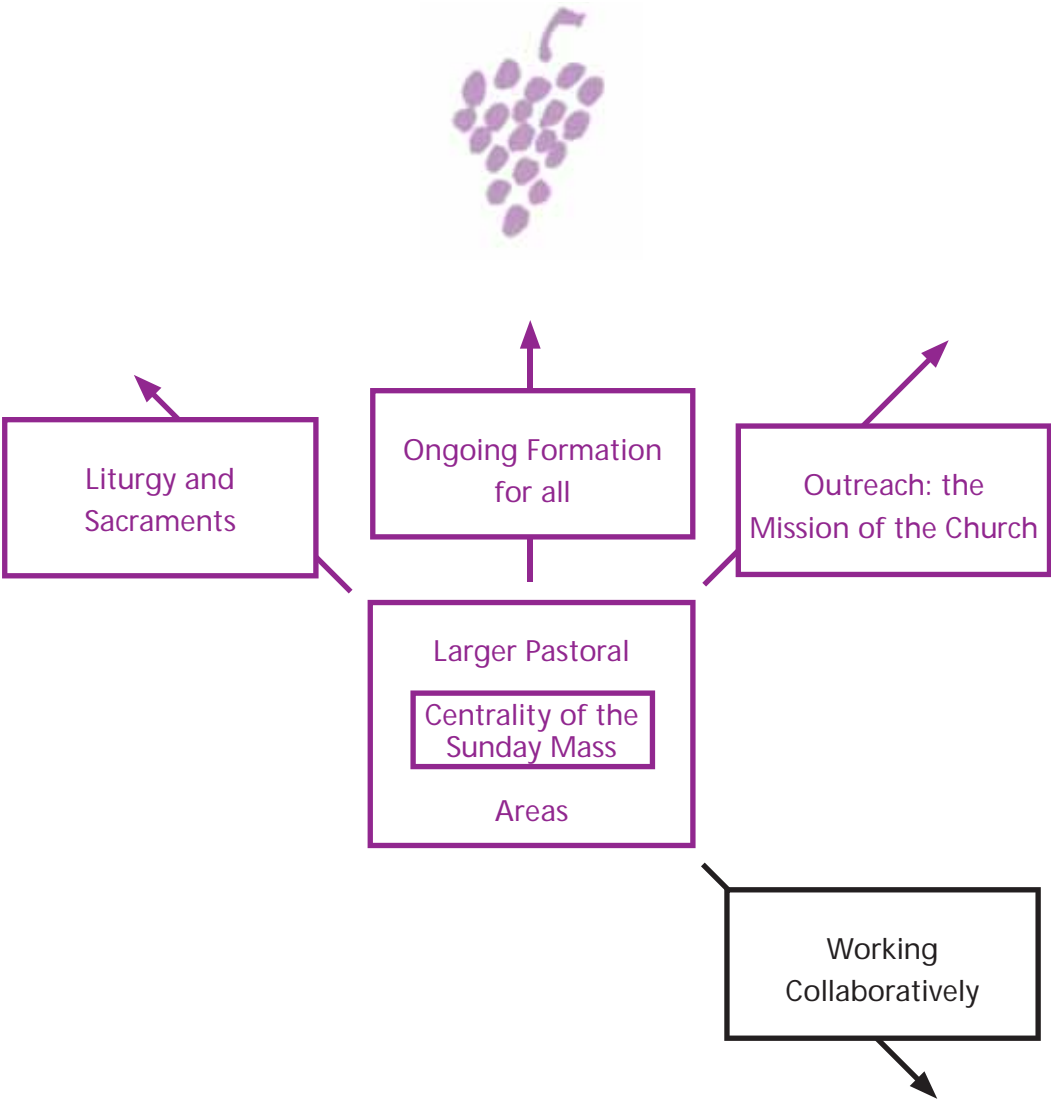 Ongoing Formation
for all
Liturgy and
Sacraments
Outreach: the
Mission of the Church
Larger Pastoral
Centrality of the
Sunday Mass
Areas
Working
Collaboratively